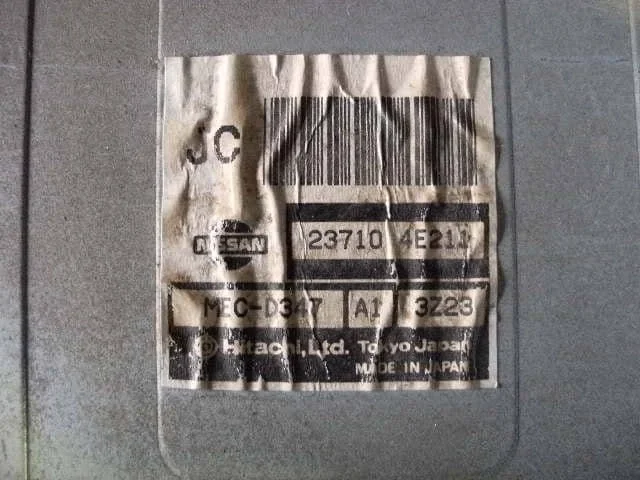 JC
NISSAN
23710 4E211
MEC-D347 A1 3Z23
Hitachi, Ltd. Tokyo Japan
MADE IN JAPAN